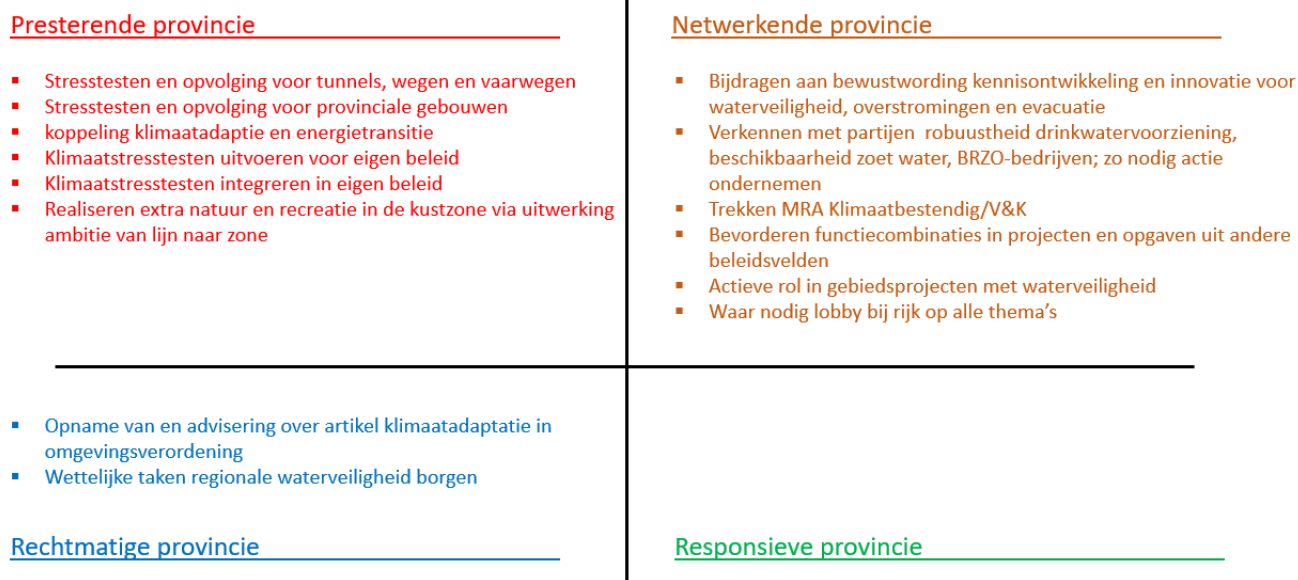 Presterende provincie
▪ Stresstesten en opvolging voor tunnels, wegen en vaarwegen
▪ Stresstesten en opvolging voor provinciale gebouwen
▪ koppeling klimaatadaptie en energietransitie
▪ Klimaatstresstesten uitvoeren voor eigen beleid
▪ Klimaatstresstesten integreren in eigen beleid
▪ Realiseren extra natuur en recreatie in de kustzone via uitwerking
ambitie van lijn naar zone
Netwerkende provincie
▪ Bijdragen aan bewustwording kennisontwikkeling en innovatie voor
waterveiligheid, overstromingen en evacuatie
▪ Verkennen met partijen robuustheid drinkwatervoorziening,
beschikbaarheid zoet water, BRZO-bedrijven; zo nodig actie
ondernemen
▪ Trekken MRA Klimaatbestendig/V&K
▪ Bevorderen functiecombinaties in projecten en opgaven uit andere
beleidsvelden
▪ Actieve rol in gebiedsprojecten met waterveiligheid
▪ Waar nodig lobby bij rijk op alle thema’s
▪ Opname van en advisering over artikel klimaatadaptatie in
omgevingsverordening
▪ Wettelijke taken regionale waterveiligheid borgen
Rechtmatige provincie
Responsieve provincie